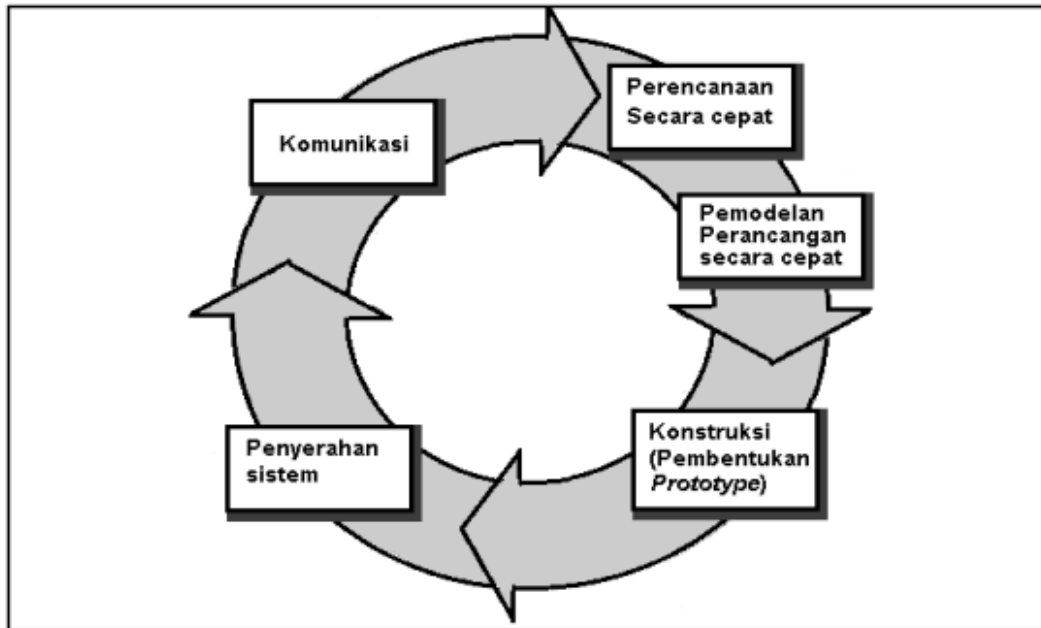 Komunikasi
Perencanaan
Secara cepat
Pemodelan
Perancangan
secara cepat
Konstruksi
(Pembentukan
Prototype)
Penyerahan
sistem